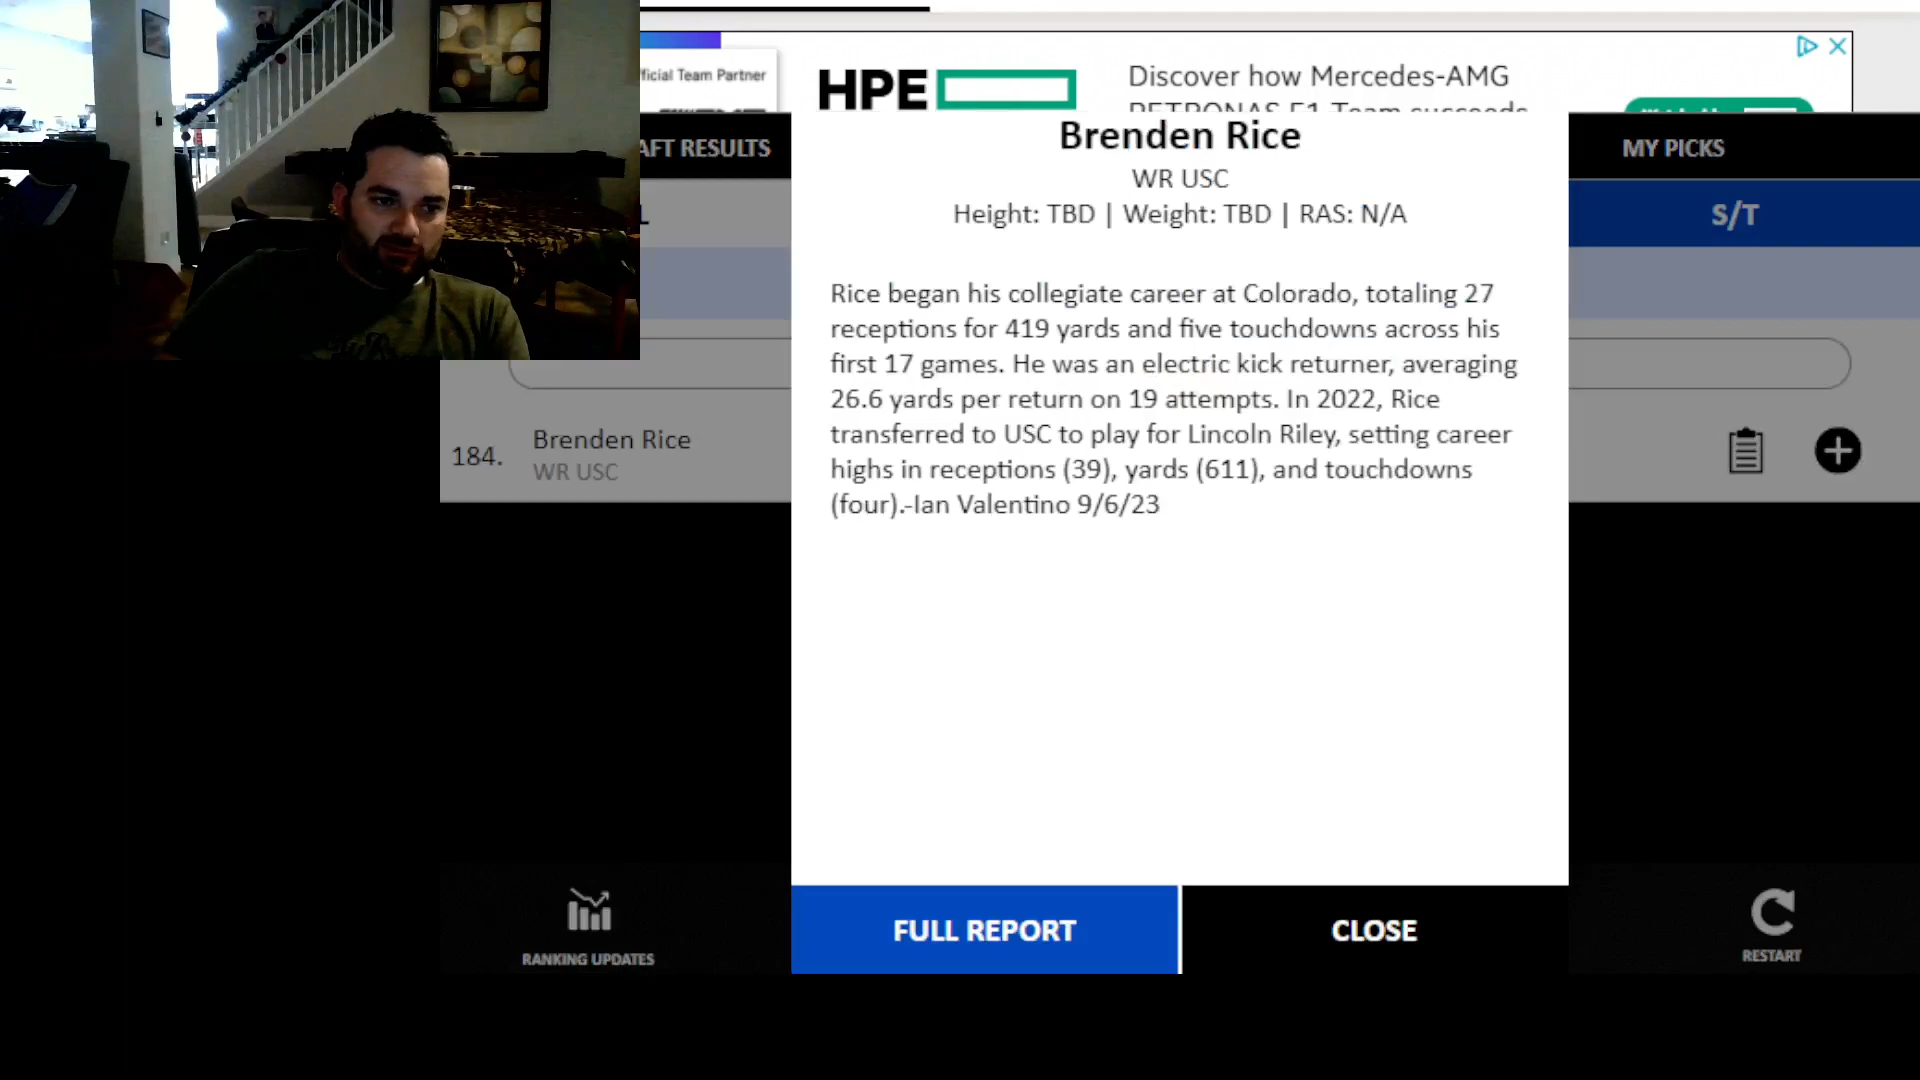 ficial Team Partner
HPE
Discover how Mercedes-AMG
PETRONAS F1 Team succeeds
AFT RESULTS
MY PICKS
Brenden Rice
WR USC
Height: TBD | Weight: TBD | RAS: N/A
S/T
Rice began his collegiate career at Colorado, totaling 27
receptions for 419 yards and five touchdowns across his
first 17 games. He was an electric kick returner, averaging
26.6 yards per return on 19 attempts. In 2022, Rice
transferred to USC to play for Lincoln Riley, setting career
highs in receptions (39), yards (611), and touchdowns
(four).-Ian Valentino 9/6/23
184.
Brenden Rice
WR USC
RANKING UPDATES
FULL REPORT
CLOSE
RESTART